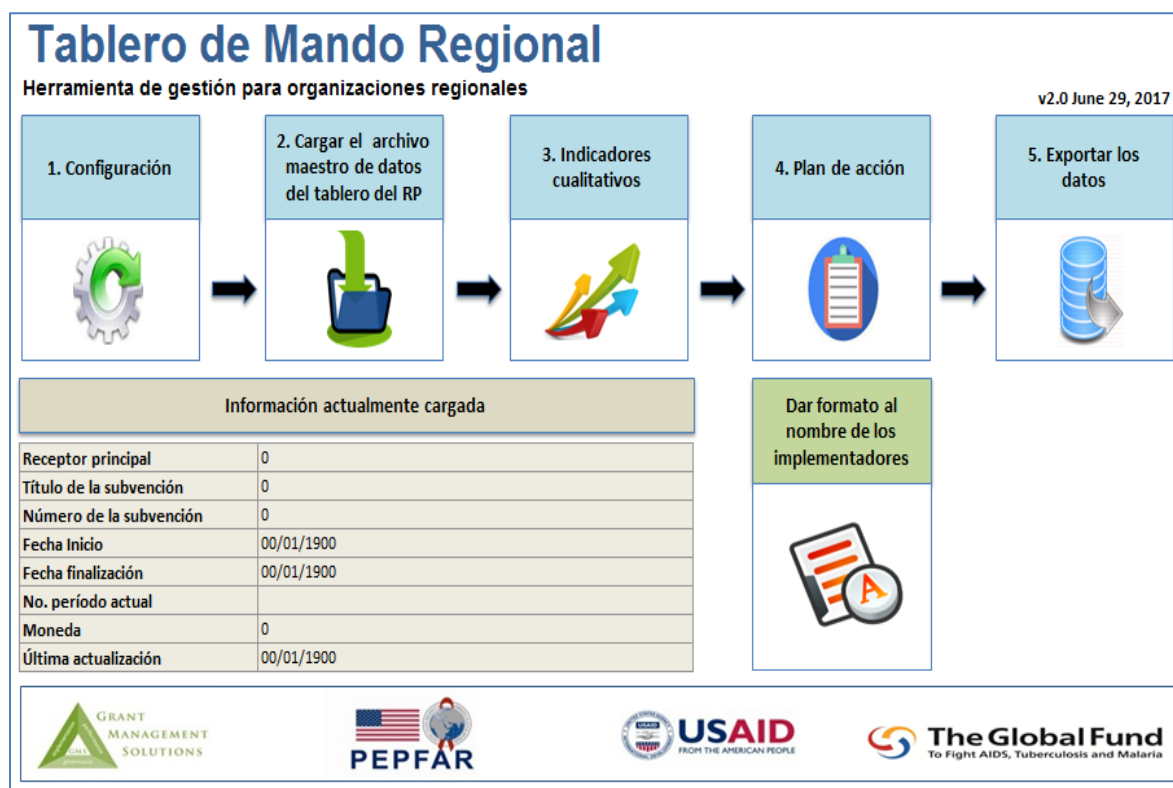 Tablero de Mando Regional
Herramienta de gestión para organizaciones regionales
v2.0 June 29, 2017
1. Configuración
2. Cargar el archivo
maestro de datos
del tablero del RP
3. Indicadores
cualitativos
4. Plan de acción
5. Exportar los
datos
Información actualmente cargada
Receptor principal 0
Título de la subvención 0
Número de la subvención 0
Fecha Inicio 00/01/1900
Fecha finalización 00/01/1900
No. período actual
Moneda 0
Última actualización 00/01/1900
Dar formato al
nombre de los
implementadores
A
GRANT
MANAGEMENT
SOLUTIONS
GMS
PEPFAR
USAID
USAID
FROM THE AMERICAN PEOPLE
The Global Fund
To Fight AIDS, Tuberculosis and Malaria